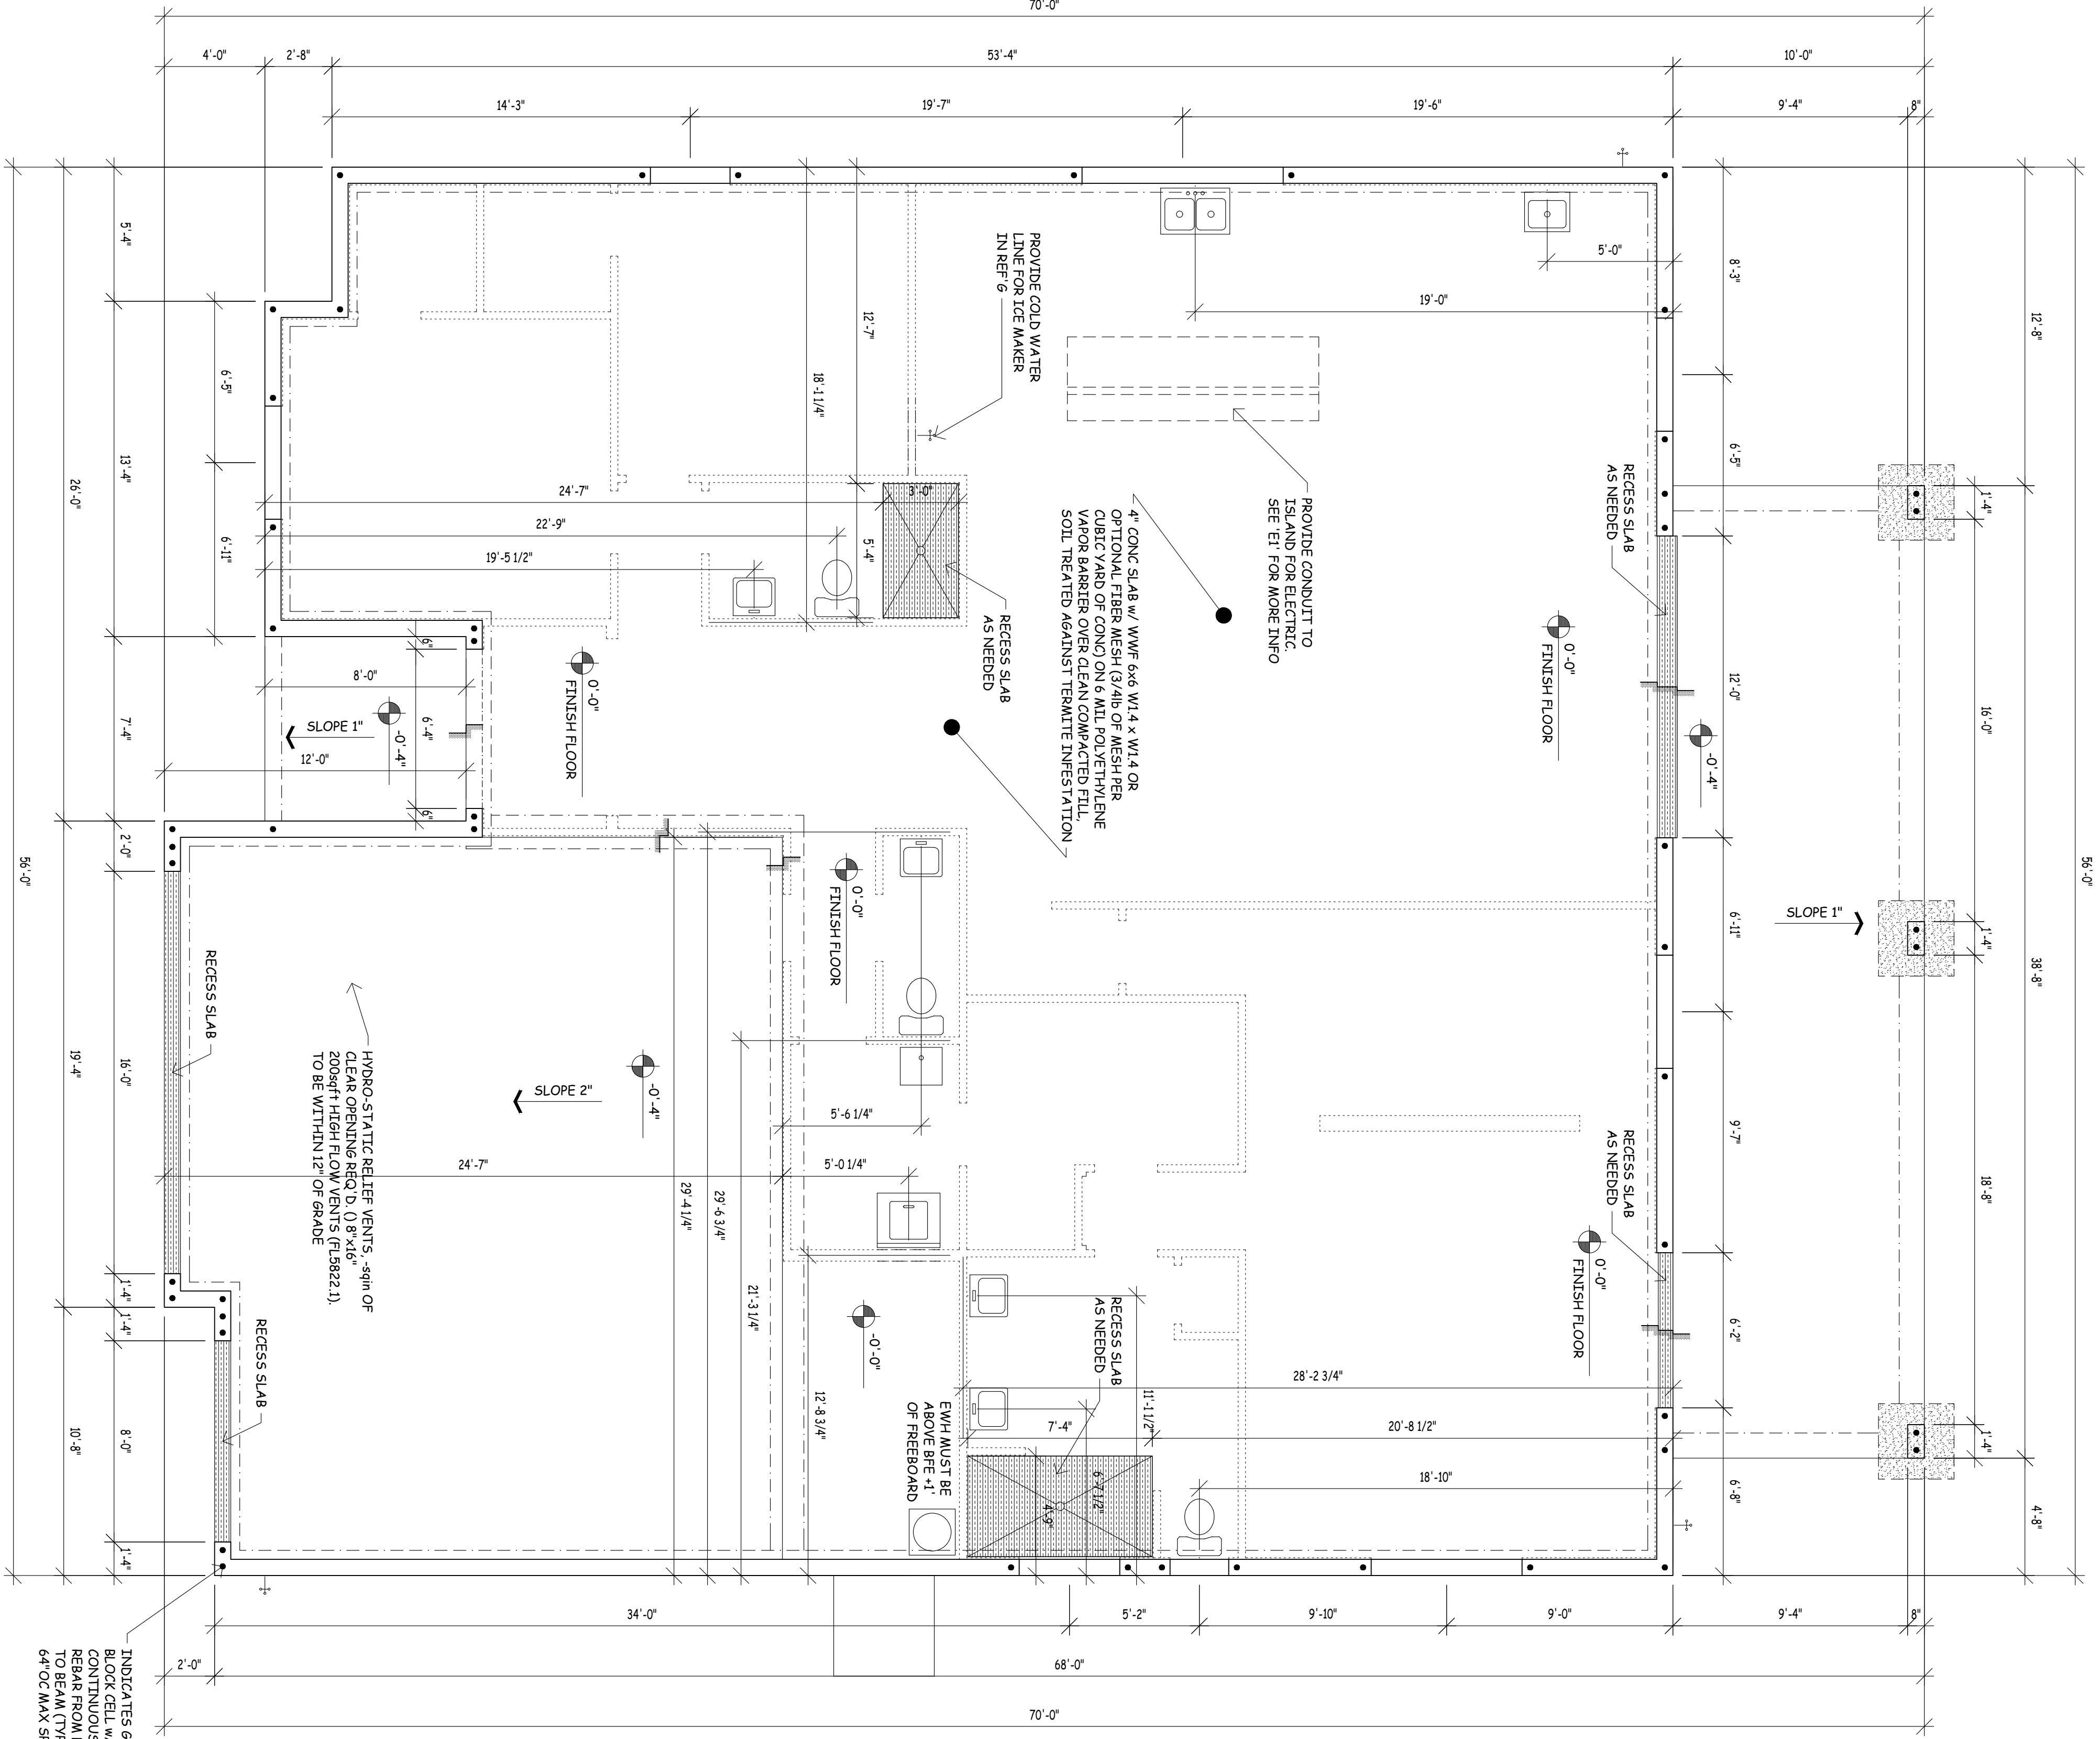 70'-0"
4'-0"
2'-8"
53'-4"
10'-0"
14'-3"
19'-7"
19'-6"
9'-4"
8"
5'-4"
13'-4"
7'-4"
2'-0"
16'-0"
1'-4"
1'-4"
8'-0"
1'-4"
26'-0"
19'-4"
10'-8"
56'-0"
6'-5"
6'-11"
8'-3"
6'-5"
12'-0"
6'-11"
9'-7"
6'-2"
6'-8"
12'-8"
38'-8"
4'-8"
56'-0"
1'-4"
16'-0"
1'-4"
18'-8"
1'-4"
5'-0"
19'-0"
12'-7"
18'-1 1/4"
5'-4"
3'-0"
24'-7"
22'-9"
19'-5 1/2"
PROVIDE COLD WATER
LINE FOR ICE MAKER
IN REF'G
PROVIDE CONDUIT TO
ISLAND FOR ELECTRIC.
SEE 'E1' FOR MORE INFO
4" CONC SLAB w/ WWF 6x6 W1.4 x W1.4 OR
OPTIONAL FIBER MESH (3/4lb OF MESH PER
CUBIC YARD OF CONC) ON 6 MIL POLYETHYLENE
VAPOR BARRIER OVER CLEAN COMPACTED FILL,
SOIL TREATED AGAINST TERMITE INFESTATION
RECESS SLAB
AS NEEDED
RECESS SLAB
AS NEEDED
0'-0"
FINISH FLOOR
-0'-4"
0'-0"
FINISH FLOOR
6"
8'-0"
6'-4"
SLOPE 1"
-0'-4"
12'-0"
6"
0'-0"
FINISH FLOOR
SLOPE 1"
RECESS SLAB
HYDRO-STATIC RELIEF VENTS, -sqin OF
CLEAR OPENING REQ'D. () 8"x16"
200sqft HIGH FLOW VENTS (FL5822.1).
TO BE WITHIN 12" OF GRADE
SLOPE 2"
-0'-4"
5'-6 1/4"
24'-7"
5'-0 1/4"
29'-4 1/4"
29'-6 3/4"
21'-3 1/4"
12'-8 3/4"
RECESS SLAB
AS NEEDED
0'-0"
FINISH FLOOR
-0'-0"
RECESS SLAB
RECESS SLAB
AS NEEDED
EWH MUST BE
ABOVE BFE +1'
OF FREEBOARD
28'-2 3/4"
11'-1 1/2"
7'-4"
20'-8 1/2"
18'-10"
6'-7 1/2"
4'-9"
34'-0"
5'-2"
9'-10"
9'-0"
9'-4"
8"
2'-0"
68'-0"
70'-0"
INDICATES
BLOCK CELL
CONTINUOUS
REBAR FROM
TO BEAM
64"OC MAX